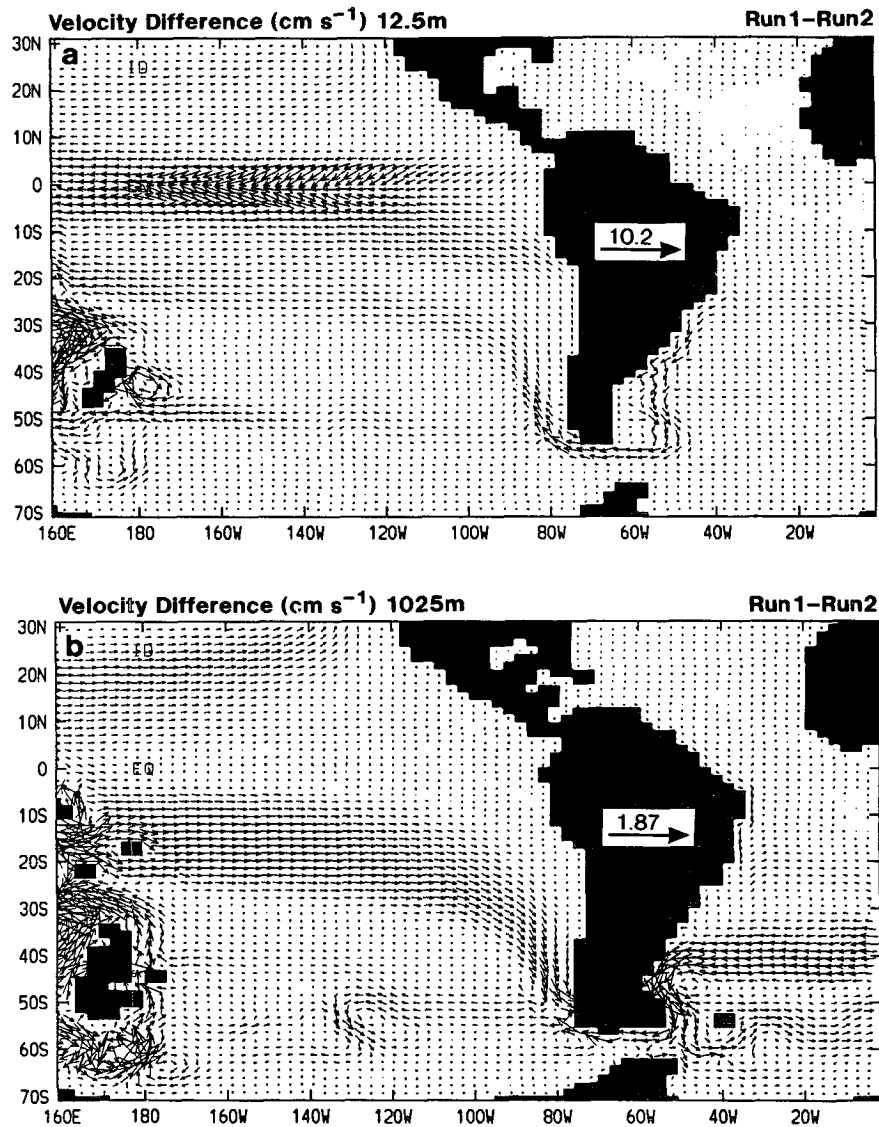 Velocity Difference (cm s⁻¹) 12.5m Run1-Run2
a
30N
20N
10N
0
10S
20S
30S
40S
50S
60S
70S
10.2
160E 180 160W 140W 120W 100W 80W 60W 40W 20W
Velocity Difference (cm s⁻¹) 1025m Run1-Run2
b
30N
20N
10N
0 EQ
10S
20S
30S
40S
50S
60S
70S
1.87
160E 180 160W 140W 120W 100W 80W 60W 40W 20W